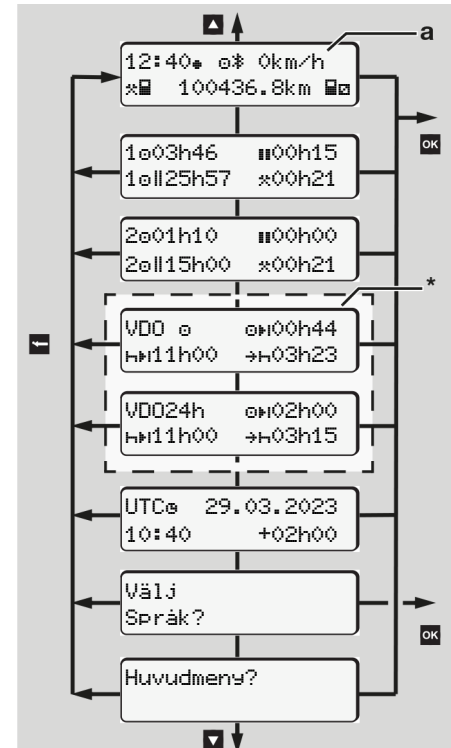 a
12:40 0km/h
100436.8km
OK
1 03h46 00h15
1 25h57 00h21
2 01h10 00h00
2 15h00 00h21
*
VDO 00h44
11h00 03h23
VDO24h 02h00
11h00 03h15
UTC 29.03.2023
10:40 +02h00
Välj
Språk?
OK
Huvudmeny?